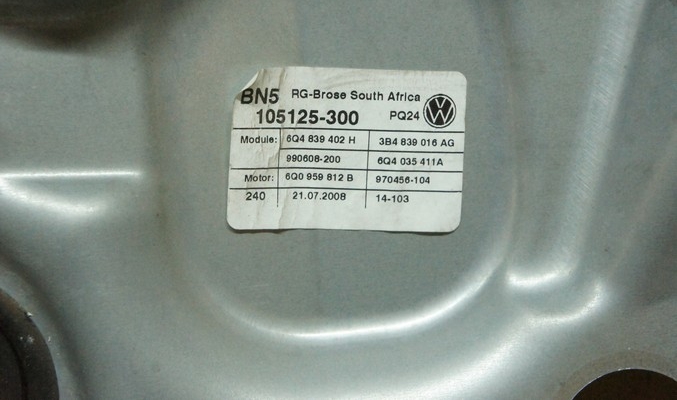 BN5 RG-Brose South Africa
105125-300 PQ24
Module: 6Q4 839 402 H 3B4 839 016 AG
990608-200 6Q4 035 411A
Motor: 6Q0 959 812 B 970456-104
240 21.07.2008 14-103